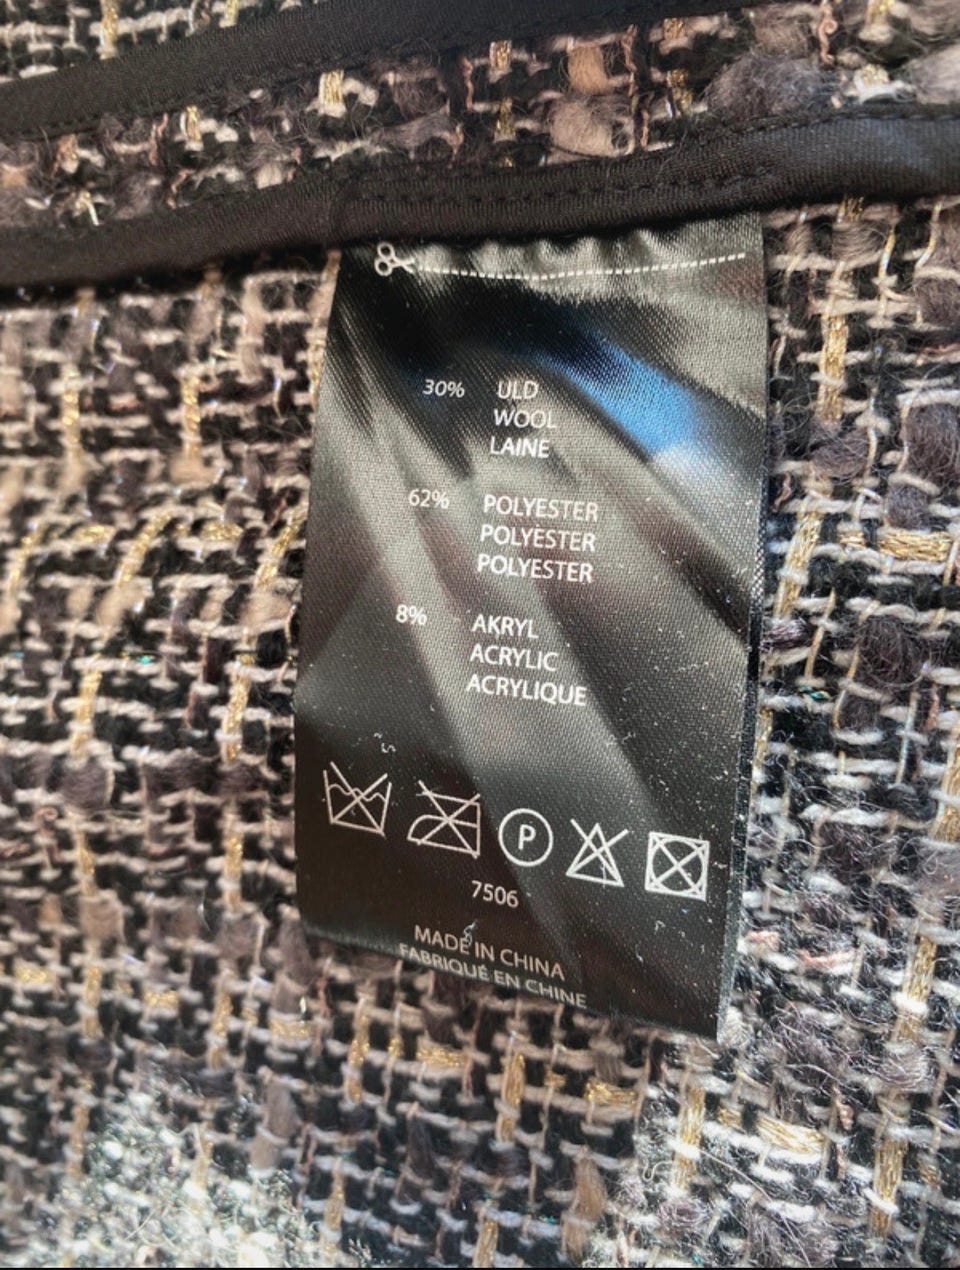 30% ULD
WOOL
LAINE
62% POLYESTER
POLYESTER
POLYESTER
8% AKRYL
ACRYLIC
ACRYLIQUE
P
7506
MADE IN CHINA
FABRIQUÉ EN CHINE